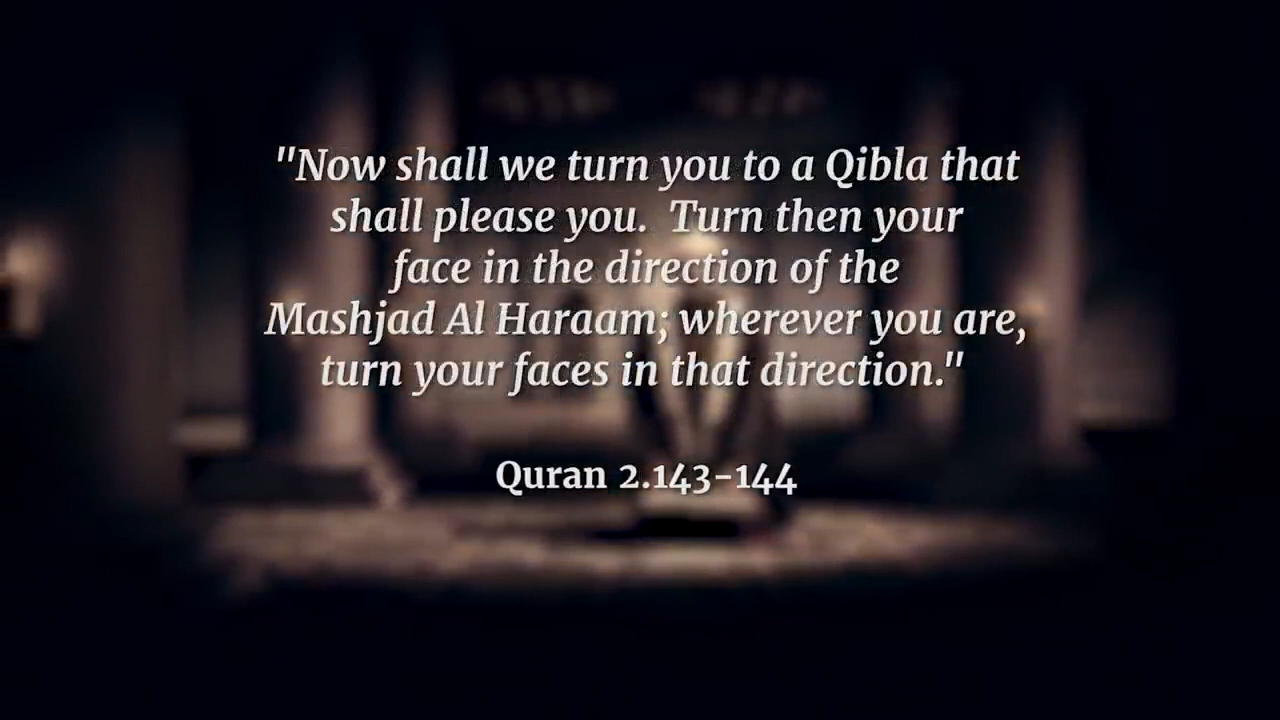 "Now shall we turn you to a Qibla that
shall please you.  Turn then your
face in the direction of the
Mashjad Al Haraam; wherever you are,
turn your faces in that direction."
Quran 2.143-144